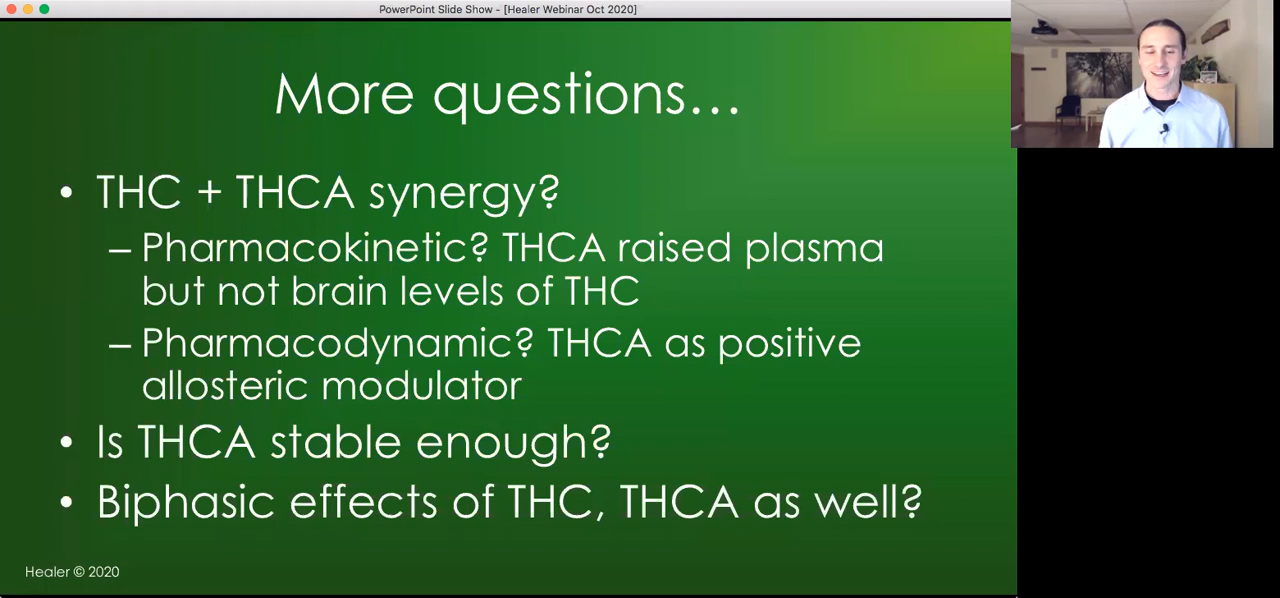 PowerPoint Slide Show - [Healer Webinar Oct 2020]
More questions…
• THC + THCA synergy?
– Pharmacokinetic? THCA raised plasma
but not brain levels of THC
– Pharmacodynamic? THCA as positive
allosteric modulator
• Is THCA stable enough?
• Biphasic effects of THC, THCA as well?
Healer © 2020